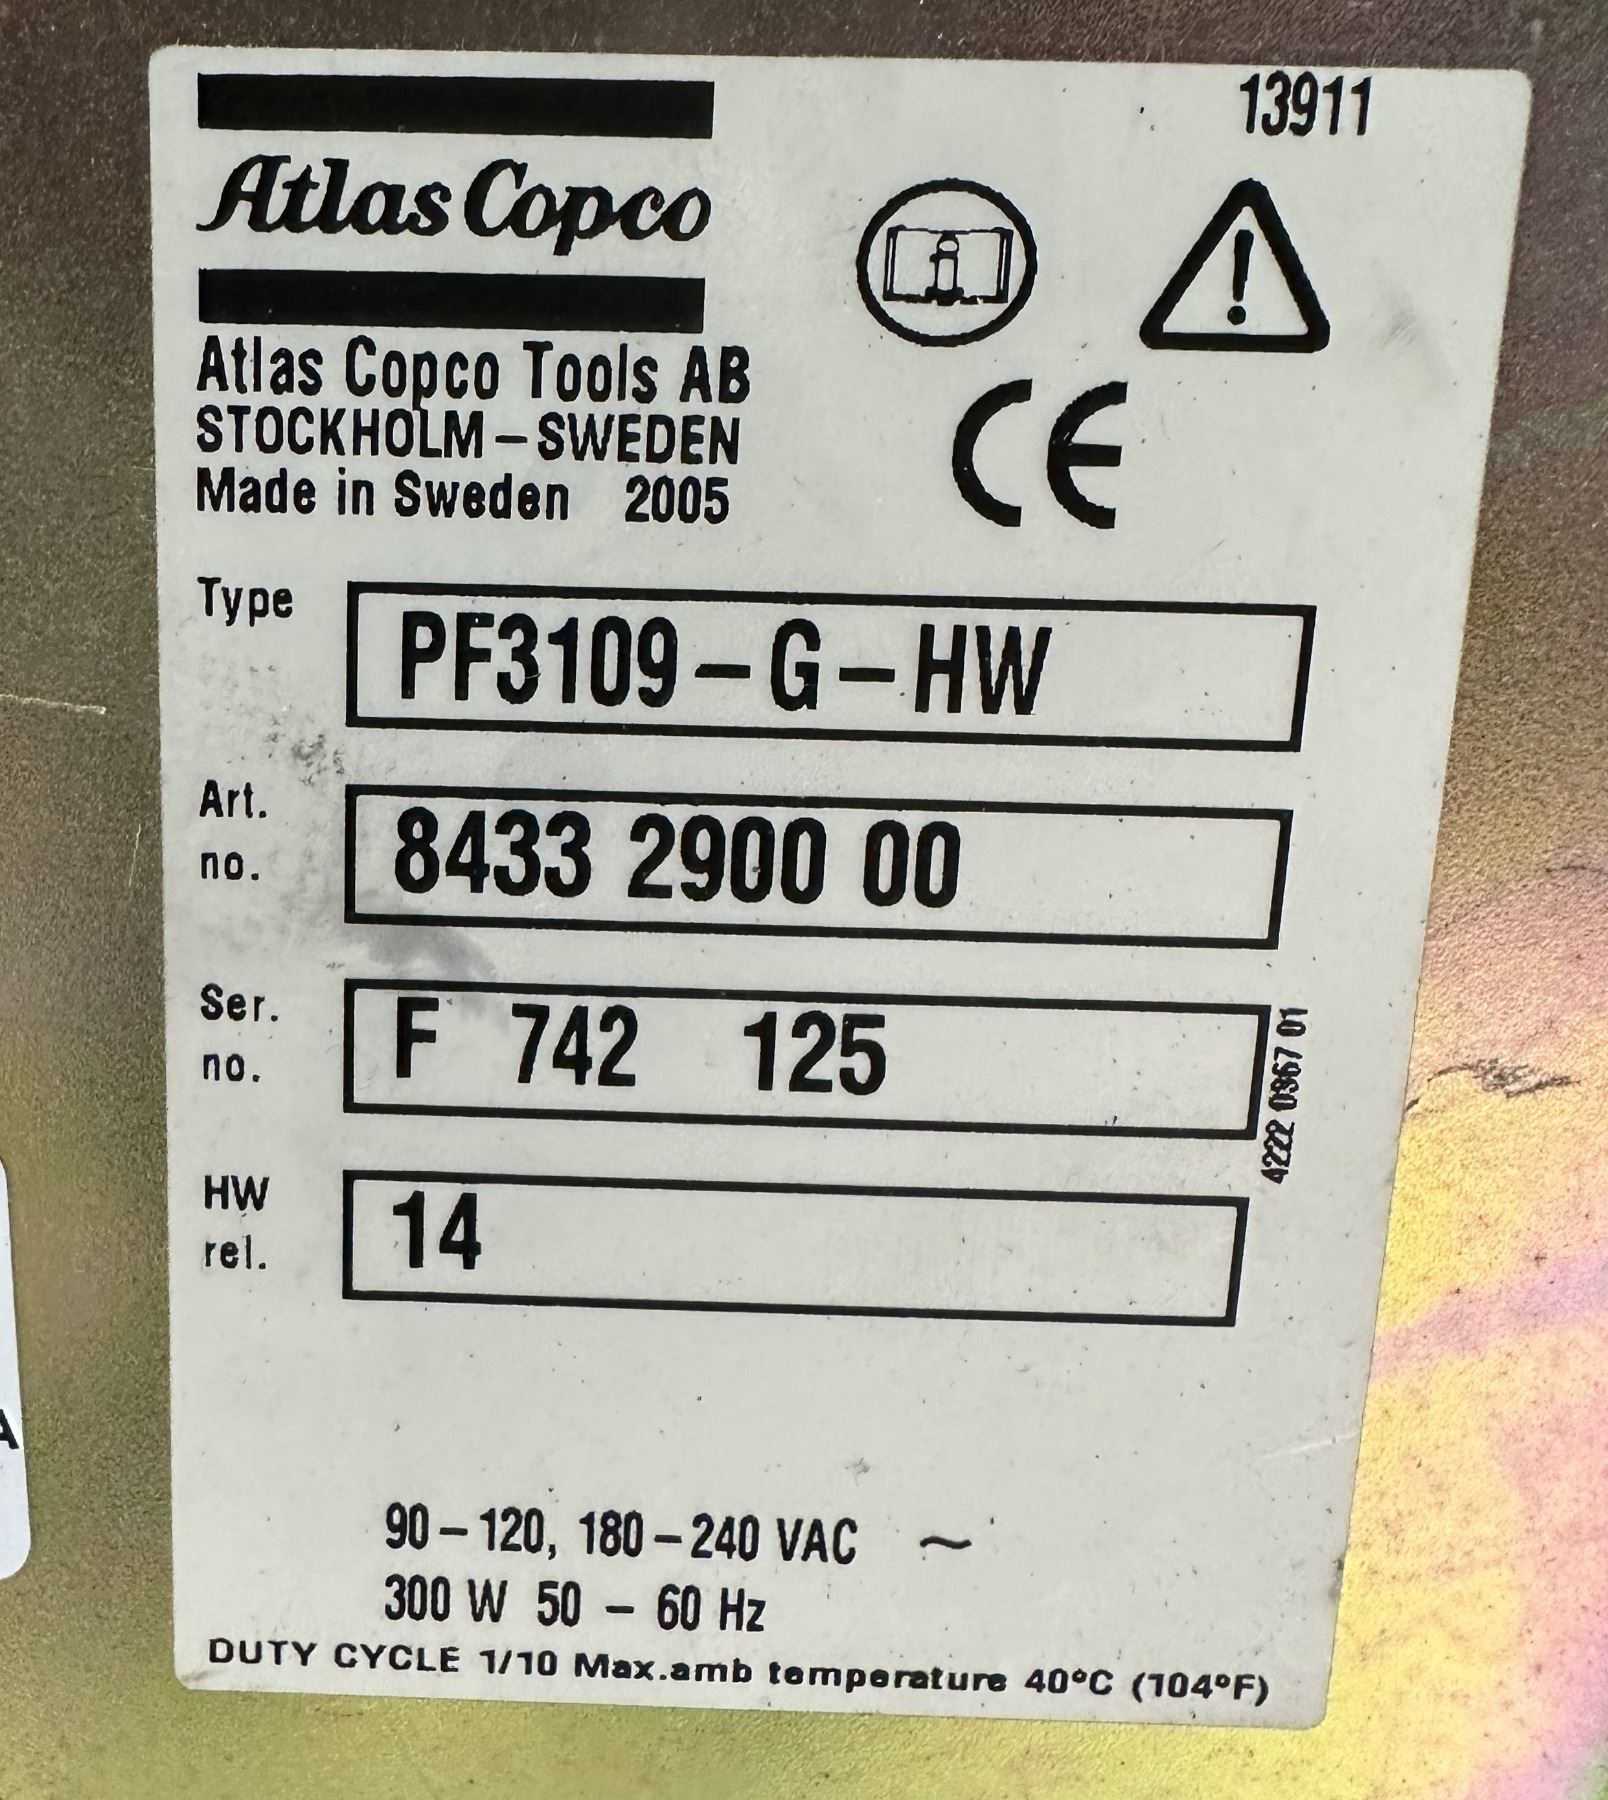 13911
Atlas Copco
Atlas Copco Tools AB
STOCKHOLM – SWEDEN
Made in Sweden 2005
CE
Type PF3109 – G – HW
Art. no. 8433 2900 00
Ser. no. F 742 125
4222 0367 01
HW rel. 14
90 – 120, 180 – 240 VAC ~
300 W 50 – 60 Hz
DUTY CYCLE 1/10 Max.amb temperature 40°C (104°F)
A